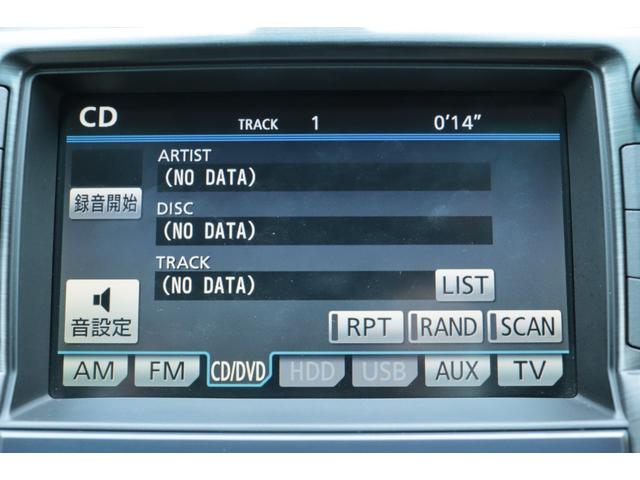 CD TRACK 1 0'14"
ARTIST
(NO DATA)
録音開始
DISC
(NO DATA)
TRACK
(NO DATA) LIST
音設定
RPT RAND SCAN
AM FM CD/DVD HDD USB AUX TV